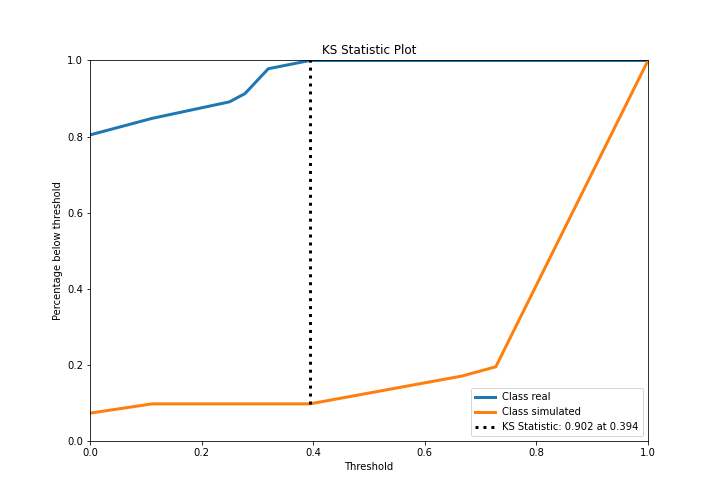 KS Statistic Plot
1.0
0.8
0.6
0.4
0.2
0.0
Percentage below threshold
0.0 0.2 0.4 0.6 0.8 1.0
Threshold
Class real
Class simulated
KS Statistic: 0.902 at 0.394